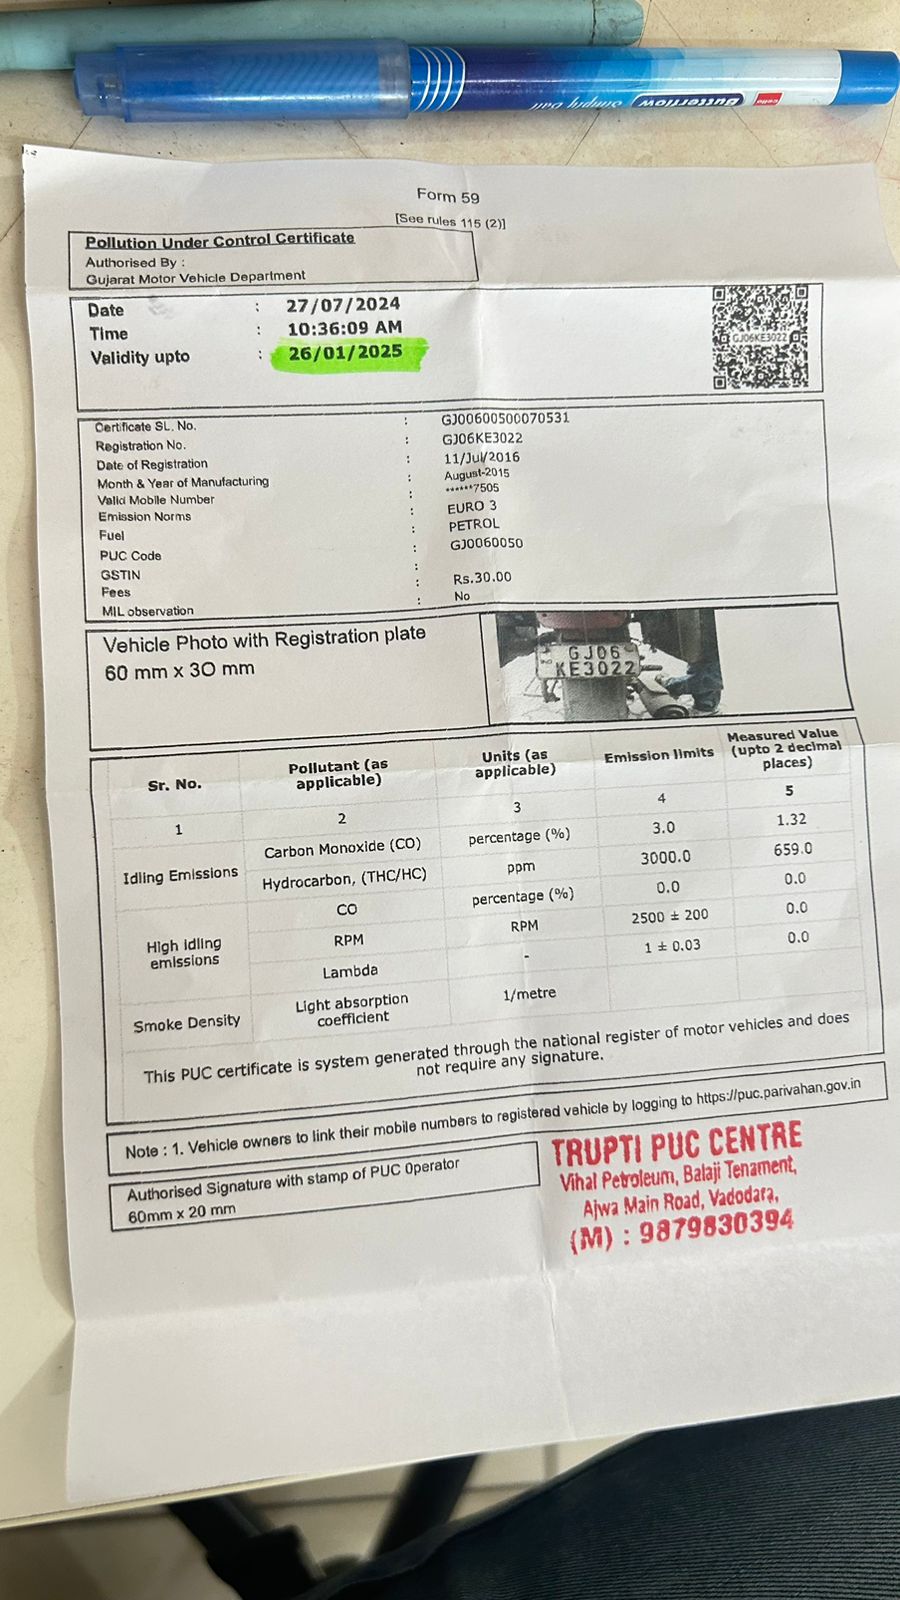 Simply Dart Butterflow cello
Form 59
[See rules 115 (2)]
Pollution Under Control Certificate
Authorised By :
Gujarat Motor Vehicle Department
Date : 27/07/2024
Time : 10:36:09 AM
Validity upto : 26/01/2025
GJ06KE3022
Certificate SL. No. : GJ00600500070531
Registration No. : GJ06KE3022
Date of Registration : 11/Jul/2016
Month & Year of Manufacturing : August-2015
Valid Mobile Number : ******7505
Emission Norms : EURO 3
Fuel : PETROL
PUC Code : GJ0060050
GSTIN :
Fees : Rs.30.00
MIL observation : No
Vehicle Photo with Registration plate
60 mm x 30 mm
GJ06
KE3022
Sr. No. Pollutant (as applicable) Units (as applicable) Emission limits Measured Value (upto 2 decimal places)
1 2 3 4 5
Idling Emissions Carbon Monoxide (CO) percentage (%) 3.0 1.32
Hydrocarbon, (THC/HC) ppm 3000.0 659.0
High idling emissions CO percentage (%) 0.0 0.0
RPM RPM 2500 ± 200 0.0
Lambda - 1 ± 0.03 0.0
Smoke Density Light absorption coefficient 1/metre
This PUC certificate is system generated through the national register of motor vehicles and does
not require any signature.
Note : 1. Vehicle owners to link their mobile numbers to registered vehicle by logging to https://puc.parivahan.gov.in
Authorised Signature with stamp of PUC Operator
60mm x 20 mm
TRUPTI PUC CENTRE
Vihal Petroleum, Balaji Tenament,
Ajwa Main Road, Vadodara,
(M) : 9879830394